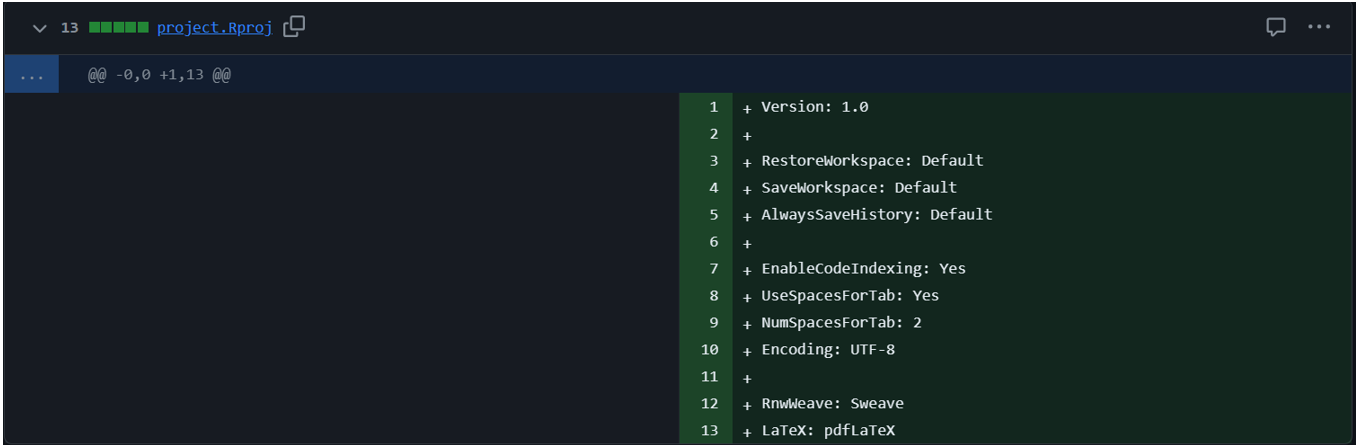 13 project.Rproj
... @@ -0,0 +1,13 @@
1 + Version: 1.0
2 +
3 + RestoreWorkspace: Default
4 + SaveWorkspace: Default
5 + AlwaysSaveHistory: Default
6 +
7 + EnableCodeIndexing: Yes
8 + UseSpacesForTab: Yes
9 + NumSpacesForTab: 2
10 + Encoding: UTF-8
11 +
12 + RnwWeave: Sweave
13 + LaTeX: pdfLaTeX